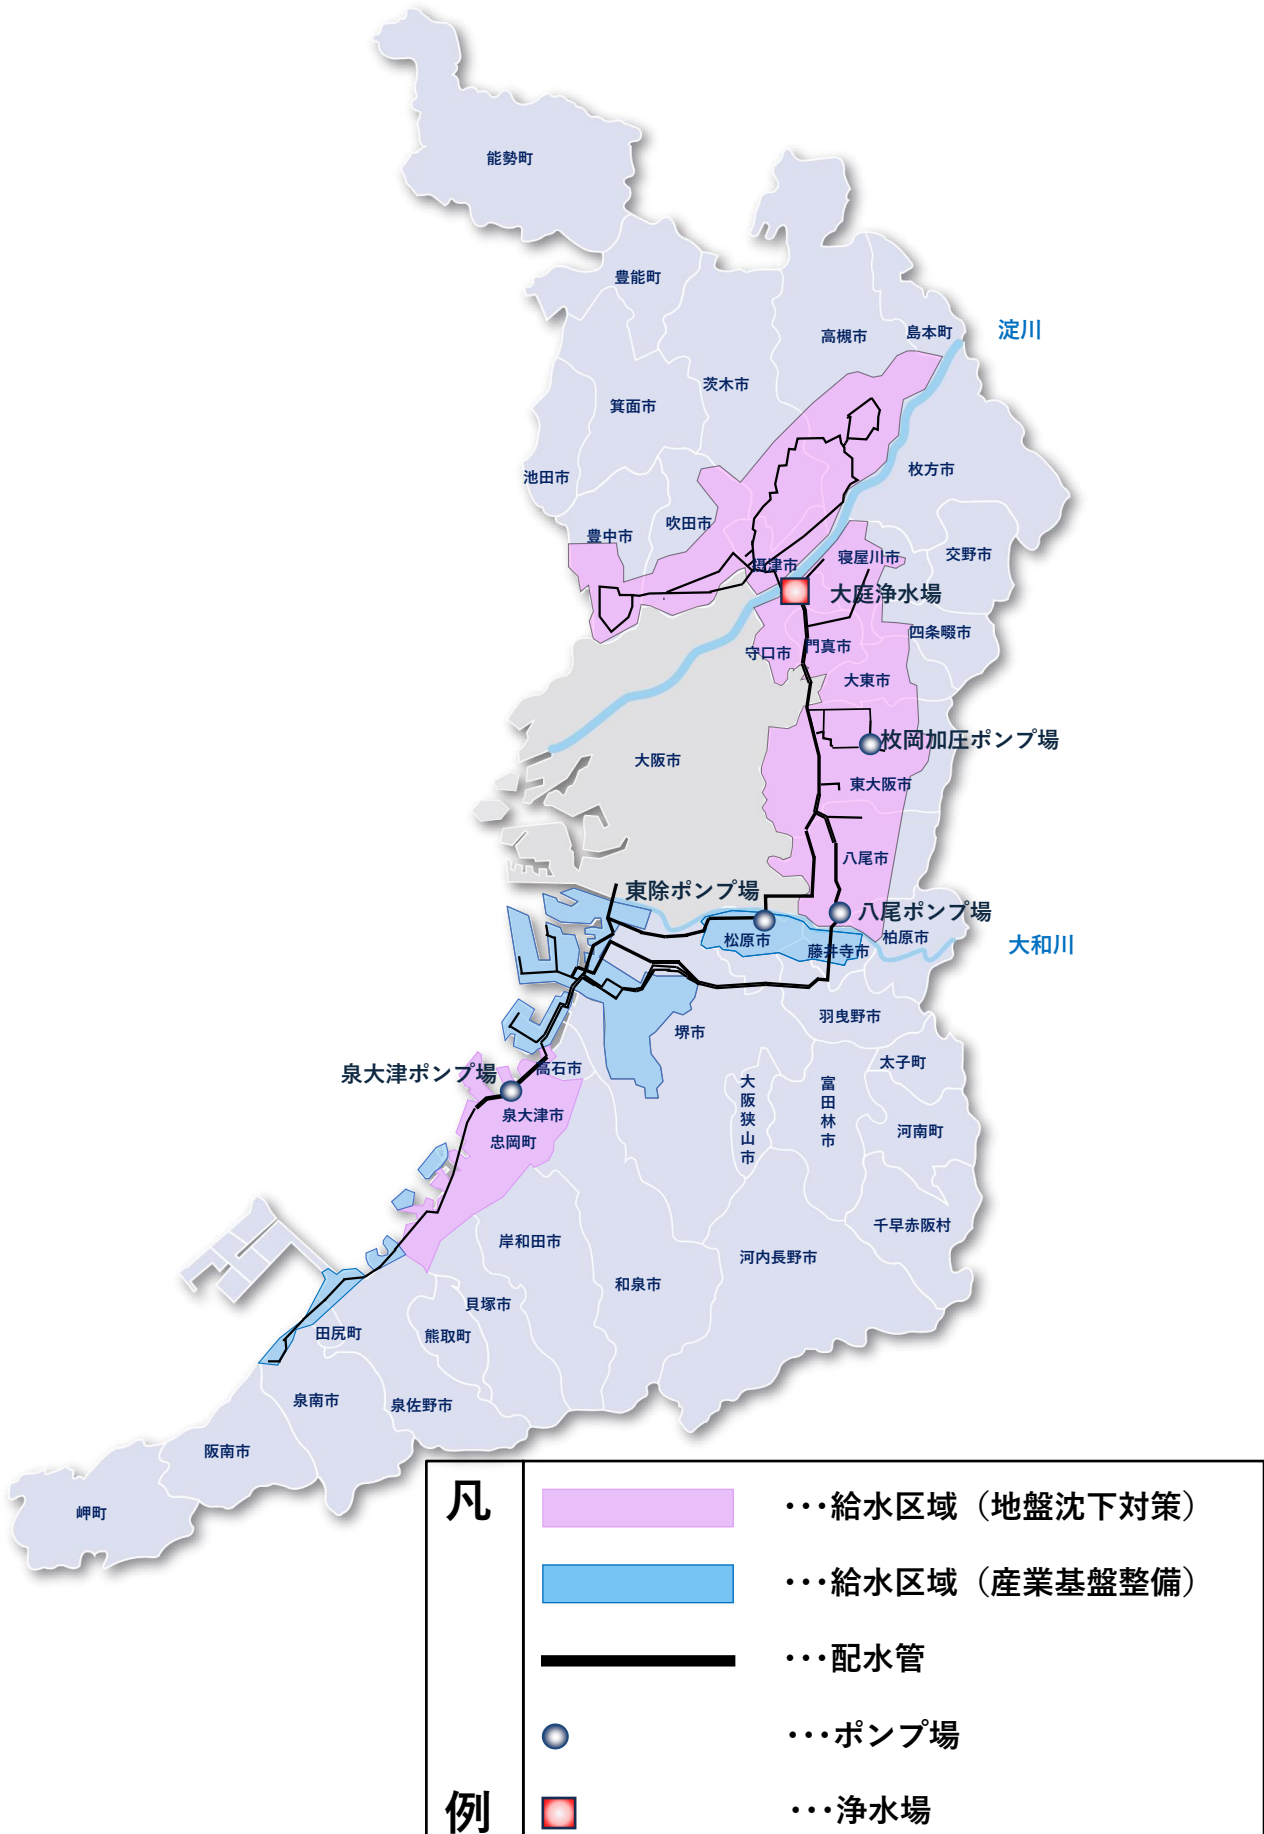 能勢町
豊能町
高槻市
島本町
淀川
茨木市
箕面市
枚方市
池田市
吹田市
豊中市
摂津市
寝屋川市
交野市
大庭浄水場
四条畷市
守口市
門真市
大東市
枚岡加圧ポンプ場
大阪市
東大阪市
八尾市
東除ポンプ場
八尾ポンプ場
松原市
藤井寺市
柏原市
大和川
羽曳野市
堺市
太子町
泉大津ポンプ場
高石市
大阪狭山市
富田林市
泉大津市
忠岡町
河南町
千早赤阪村
岸和田市
河内長野市
和泉市
貝塚市
田尻町
熊取町
泉南市
泉佐野市
阪南市
岬町
凡例
・・・給水区域（地盤沈下対策）
・・・給水区域（産業基盤整備）
・・・配水管
・・・ポンプ場
・・・浄水場